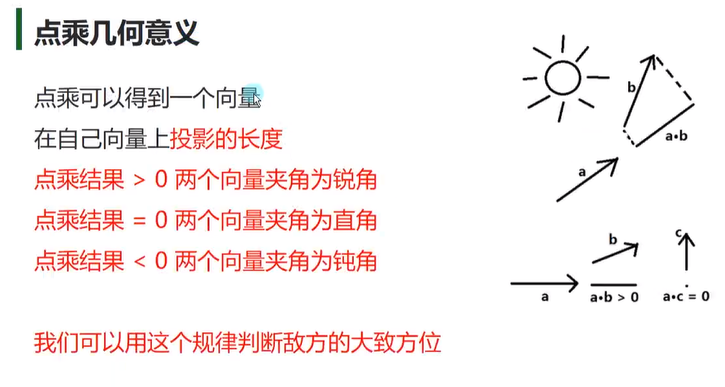 点乘几何意义
点乘可以得到一个向量
在自己向量上投影的长度
点乘结果 > 0 两个向量夹角为锐角
点乘结果 = 0 两个向量夹角为直角
点乘结果 < 0 两个向量夹角为钝角
我们可以用这个规律判断敌方的大致方位
b
a•b
a
b
c
a
a•b > 0
a•c = 0